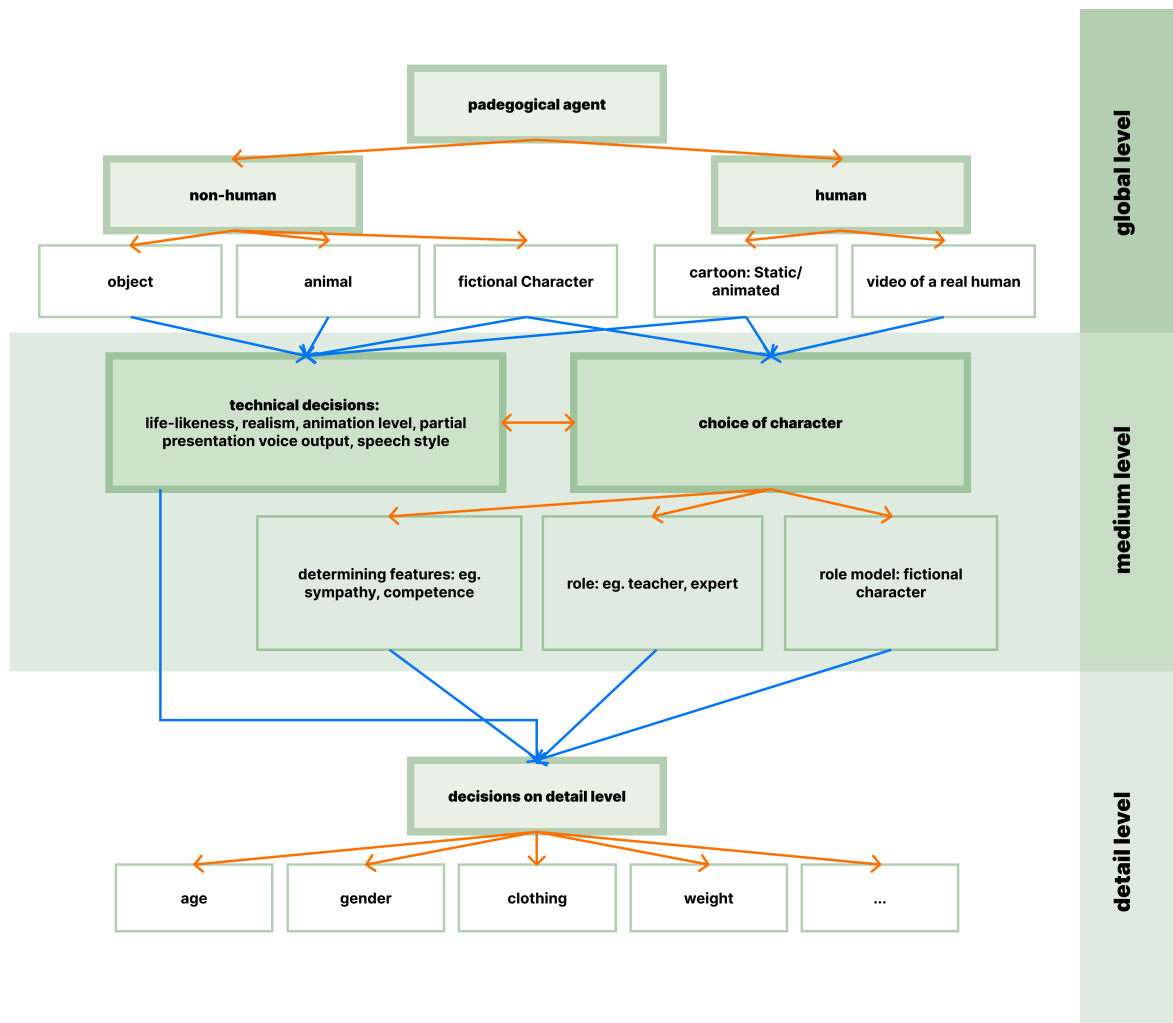 padegogical agent
global level
non-human
human
object
animal
fictional Character
cartoon: Static/
animated
video of a real human
technical decisions:
life-likeness, realism, animation level, partial
presentation voice output, speech style
choice of character
medium level
determining features: eg.
sympathy, competence
role: eg. teacher, expert
role model: fictional
character
decisions on detail level
detail level
age
gender
clothing
weight
...